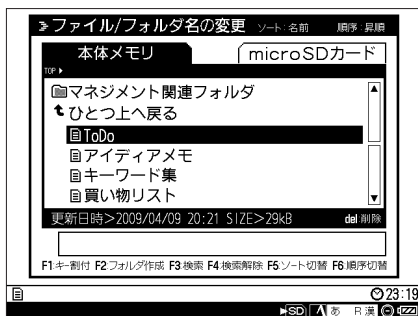 ファイル/フォルダ名の変更 ソート:名前 順序:昇順
本体メモリ microSDカード
TOP
マネジメント関連フォルダ
ひとつ上へ戻る
ToDo
アイディアメモ
キーワード集
買い物リスト
更新日時>2009/04/09 20:21 SIZE>29kB del:削除
F1:キー割付 F2:フォルダ作成 F3:検索 F4:検索解除 F5:ソート切替 F6:順序切替
23:19
SD あ R漢